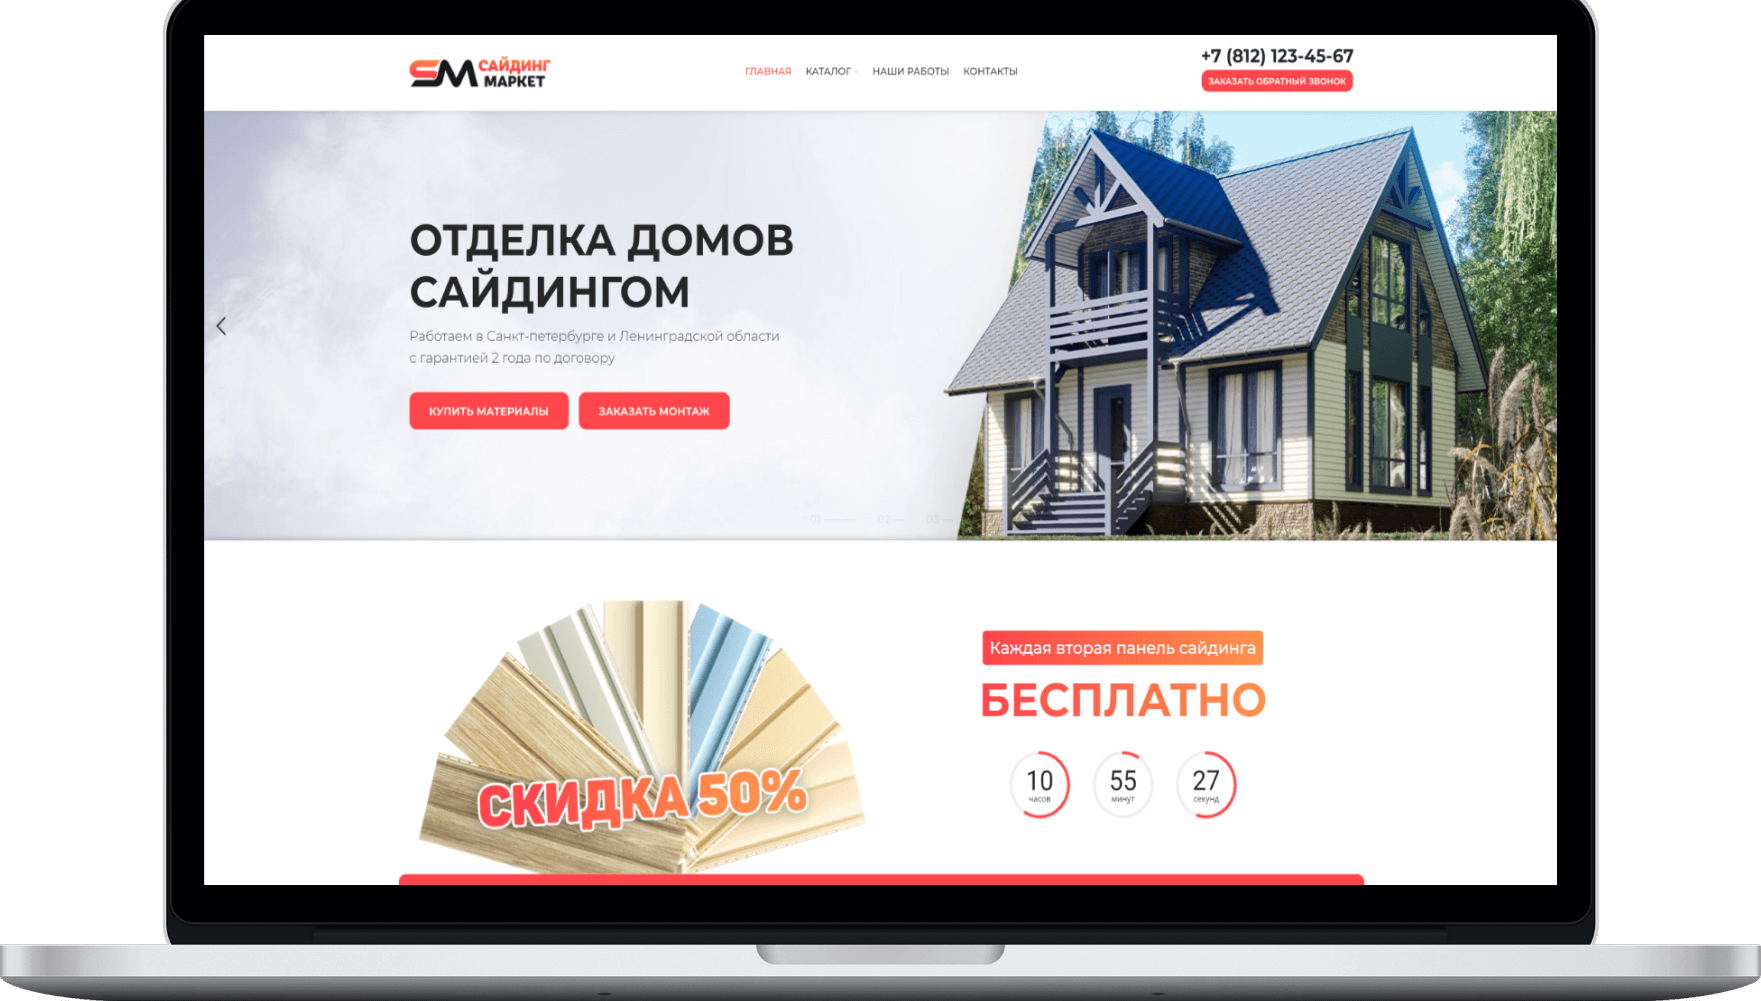 SM САЙДИНГ
МАРКЕТ
ГЛАВНАЯ КАТАЛОГ НАШИ РАБОТЫ КОНТАКТЫ
+7 (812) 123-45-67
ЗАКАЗАТЬ ОБРАТНЫЙ ЗВОНОК
ОТДЕЛКА ДОМОВ
САЙДИНГОМ
Работаем в Санкт-петербурге и Ленинградской области
с гарантией 2 года по договору
КУПИТЬ МАТЕРИАЛЫ ЗАКАЗАТЬ МОНТАЖ
01 02 03
СКИДКА 50%
Каждая вторая панель сайдинга
БЕСПЛАТНО
10 55 27
часов минут секунд